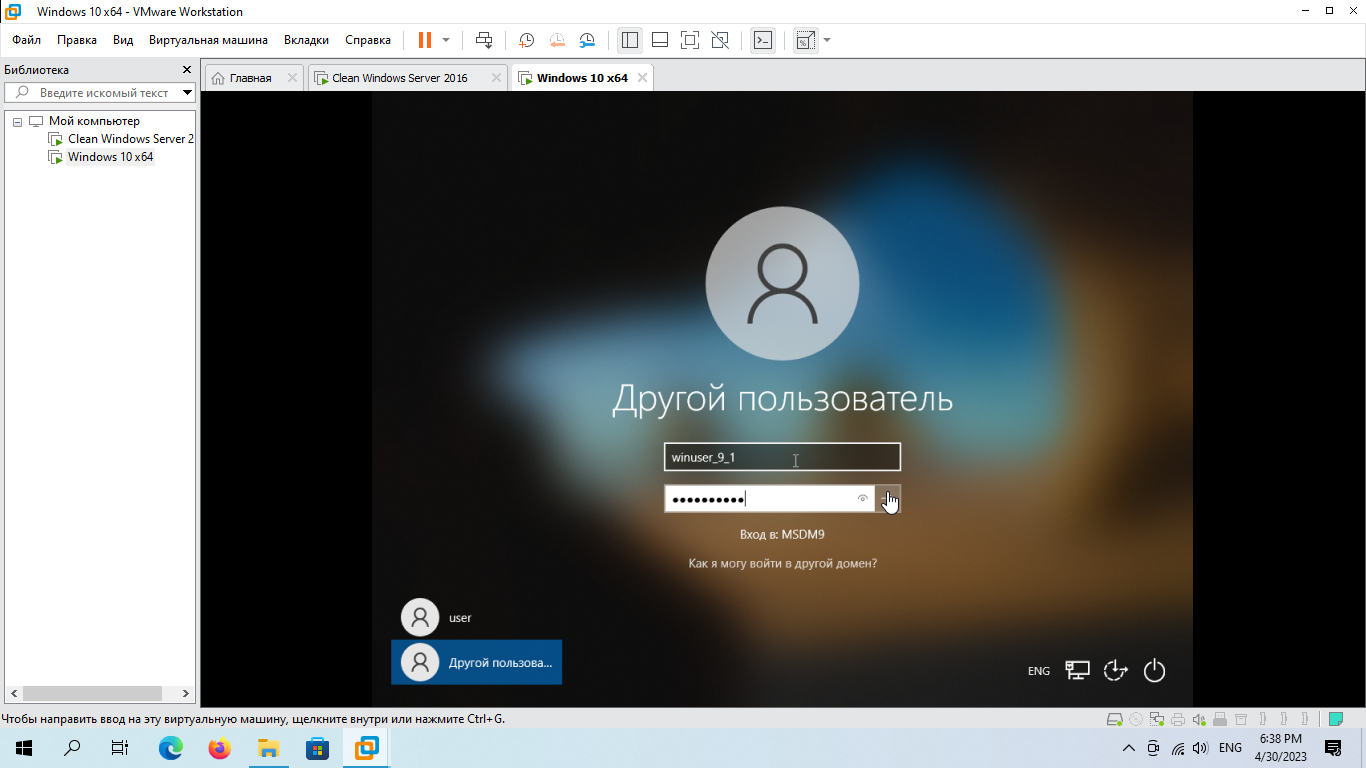 Windows 10 x64 - VMware Workstation
Файл Правка Вид Виртуальная машина Вкладки Справка
Библиотека
Введите искомый текст
Мой компьютер
Clean Windows Server 2
Windows 10 x64
Главная
Clean Windows Server 2016
Windows 10 x64
Другой пользователь
winuser_9_1
Вход в: MSDM9
Как я могу войти в другой домен?
user
Другой пользова...
ENG
Чтобы направить ввод на эту виртуальную машину, щелкните внутри или нажмите Ctrl+G.
ENG
6:38 PM
4/30/2023